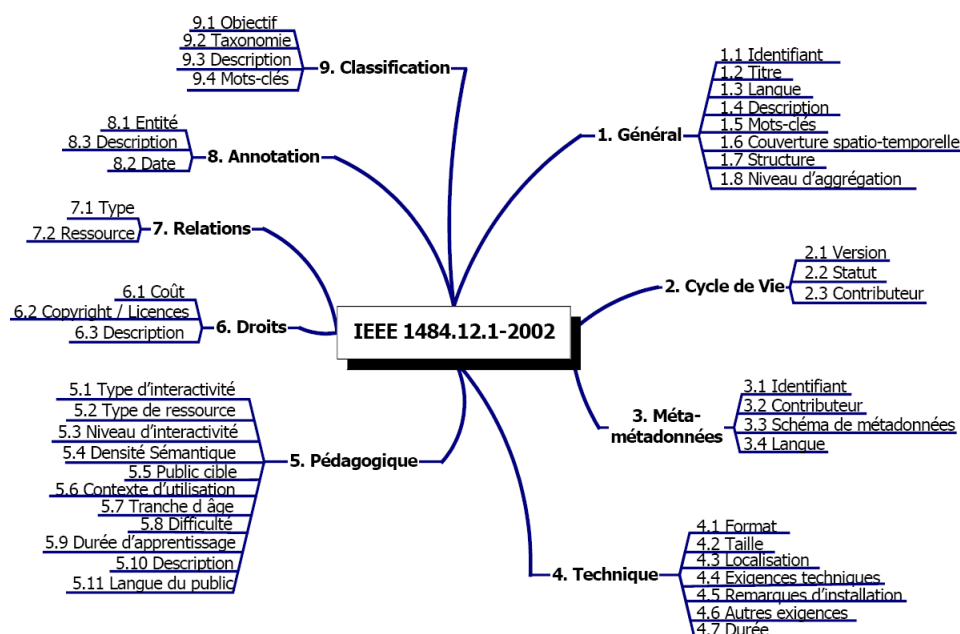 IEEE 1484.12.1-2002
1. Général
1.1 Identifiant
1.2 Titre
1.3 Langue
1.4 Description
1.5 Mots-clés
1.6 Couverture spatio-temporelle
1.7 Structure
1.8 Niveau d'aggrégation
2. Cycle de Vie
2.1 Version
2.2 Statut
2.3 Contributeur
3. Méta-
métadonnées
3.1 Identifiant
3.2 Contributeur
3.3 Schéma de métadonnées
3.4 Langue
4. Technique
4.1 Format
4.2 Taille
4.3 Localisation
4.4 Exigences techniques
4.5 Remarques d'installation
4.6 Autres exigences
4.7 Durée
5. Pédagogique
5.1 Type d'interactivité
5.2 Type de ressource
5.3 Niveau d'interactivité
5.4 Densité Sémantique
5.5 Public cible
5.6 Contexte d'utilisation
5.7 Tranche d âge
5.8 Difficulté
5.9 Durée d'apprentissage
5.10 Description
5.11 Langue du public
6. Droits
6.1 Coût
6.2 Copyright / Licences
6.3 Description
7. Relations
7.1 Type
7.2 Ressource
8. Annotation
8.1 Entité
8.3 Description
8.2 Date
9. Classification
9.1 Objectif
9.2 Taxonomie
9.3 Description
9.4 Mots-clés